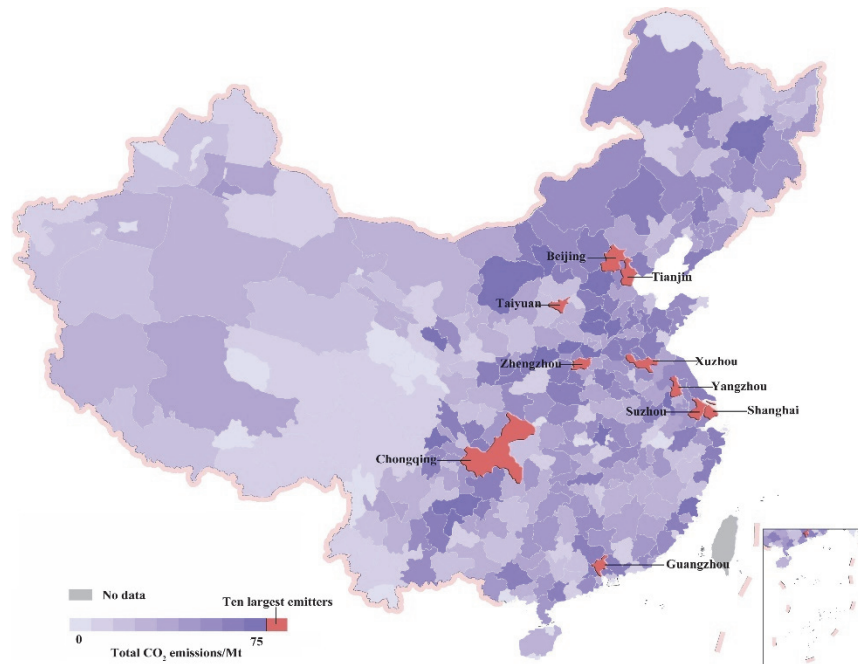 Beijing
Tianjin
Taiyuan
Zhengzhou
Xuzhou
Yangzhou
Suzhou
Shanghai
Chongqing
Guangzhou
No data
Ten largest emitters
0
75
Total CO₂ emissions/Mt